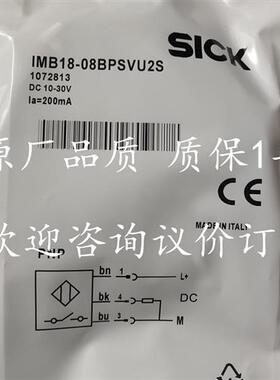 SICK
IMB18-08BPSVU2S
1072813
DC 10-30V
Ia=200mA
原厂品质 质保1
CE
MADE IN ITALY
欢迎咨询议价订
PNP
bn 1 L+
bk 4 DC
bu 3 M